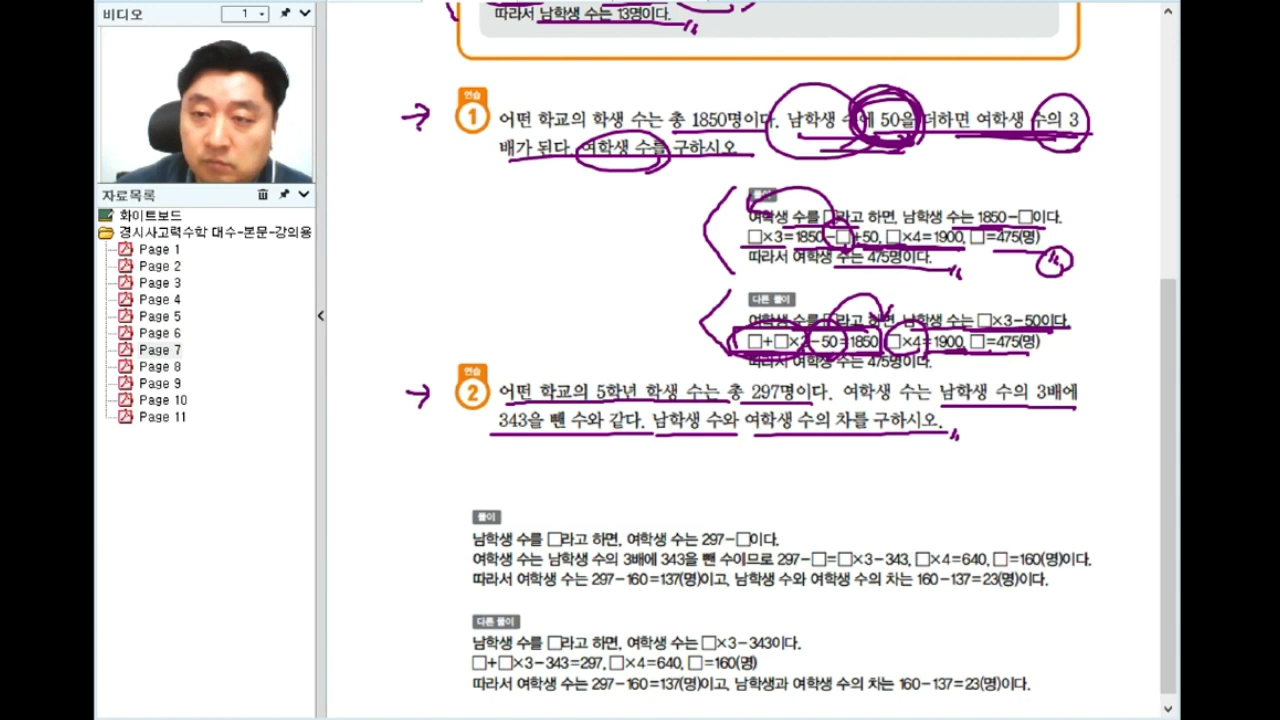 비디오
1
자료목록
화이트보드
경시사고력수학 대수-본문-강의용
Page 1
Page 2
Page 3
Page 4
Page 5
Page 6
Page 7
Page 8
Page 9
Page 10
Page 11
따라서 남학생 수는 13명이다.
연습
1
어떤 학교의 학생 수는 총 1850명이다. 남학생 수에 50을 더하면 여학생 수의 3
배가 된다. 여학생 수를 구하시오.
풀이
여학생 수를 □라고 하면, 남학생 수는 1850-□이다.
□×3=1850-□+50, □×4=1900, □=475(명)
따라서 여학생 수는 475명이다.
다른 풀이
여학생 수를 □라고 하면, 남학생 수는 □×3-50이다.
□+□×3-50=1850, □×4=1900, □=475(명)
따라서 여학생 수는 475명이다.
연습
2
어떤 학교의 5학년 학생 수는 총 297명이다. 여학생 수는 남학생 수의 3배에
343을 뺀 수와 같다. 남학생 수와 여학생 수의 차를 구하시오.
풀이
남학생 수를 □라고 하면, 여학생 수는 297-□이다.
여학생 수는 남학생 수의 3배에 343을 뺀 수이므로 297-□=□×3-343, □×4=640, □=160(명)이다.
따라서 여학생 수는 297-160=137(명)이고, 남학생 수와 여학생 수의 차는 160-137=23(명)이다.
다른 풀이
남학생 수를 □라고 하면, 여학생 수는 □×3-343이다.
□+□×3-343=297, □×4=640, □=160(명)
따라서 여학생 수는 297-160=137(명)이고, 남학생과 여학생 수의 차는 160-137=23(명)이다.